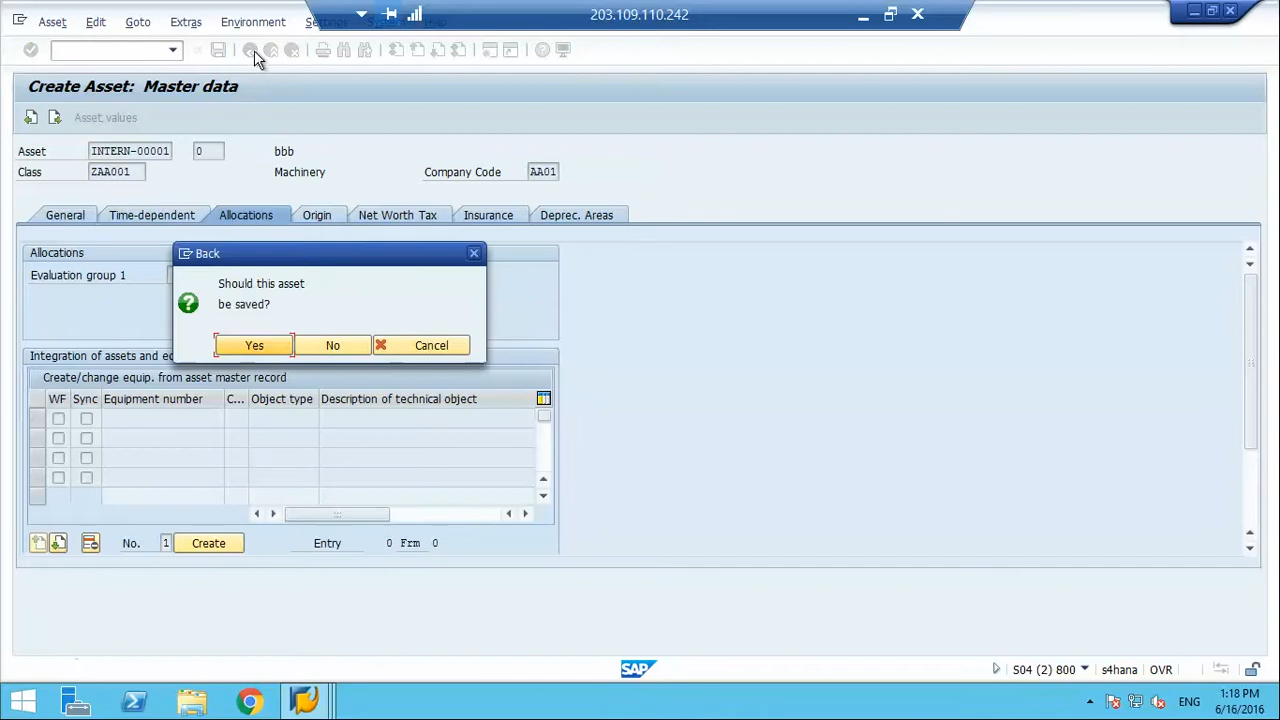 203.109.110.242
Asset Edit Goto Extras Environment Settings System Help
Create Asset: Master data
Asset values
Asset INTERN-00001 0 bbb
Class ZAA001 Machinery Company Code AA01
General Time-dependent Allocations Origin Net Worth Tax Insurance Deprec. Areas
Allocations
Evaluation group 1
Back
Should this asset
be saved?
Yes No Cancel
Integration of assets and eq
Create/change equip. from asset master record
WF Sync Equipment number C... Object type Description of technical object
No. 1 Create Entry 0 Frm 0
SAP
S04 (2) 800 s4hana OVR
ENG
1:18 PM
6/16/2016